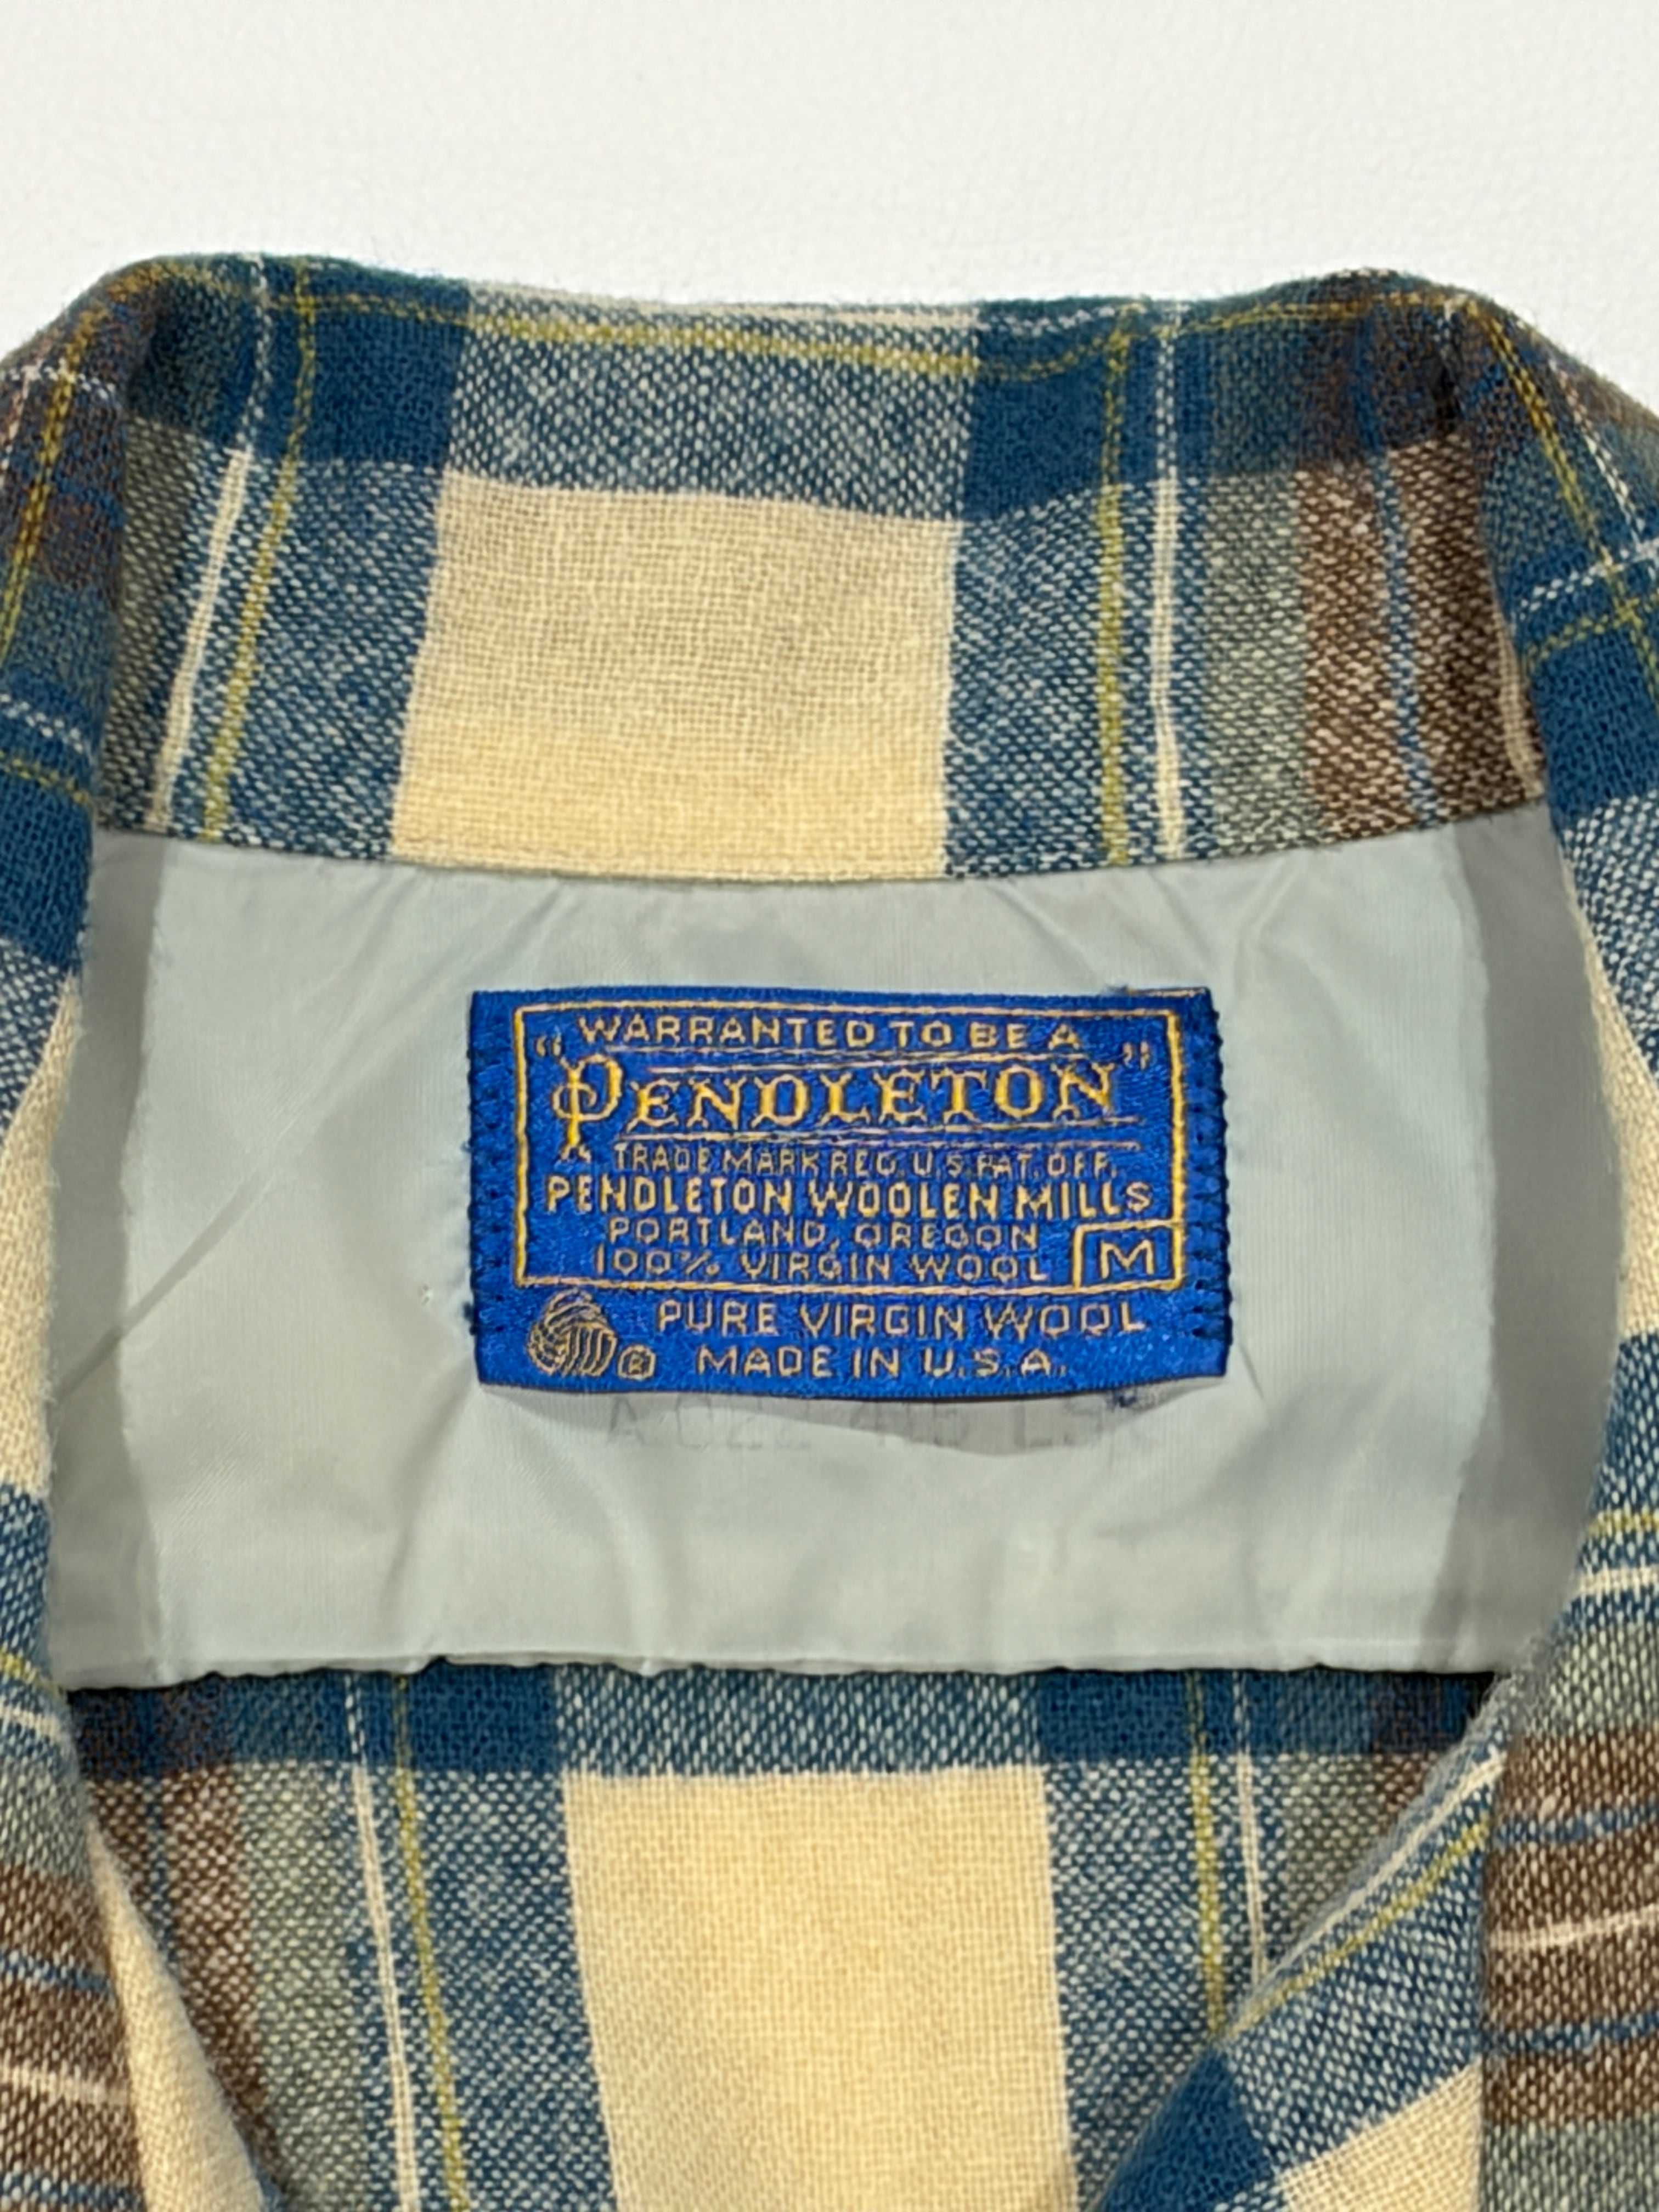 WARRANTED TO BE A
"PENDLETON"
TRADE MARK REG. U.S. PAT. OFF.
PENDLETON WOOLEN MILLS
PORTLAND, OREGON
100% VIRGIN WOOL M
PURE VIRGIN WOOL
® MADE IN U.S.A.